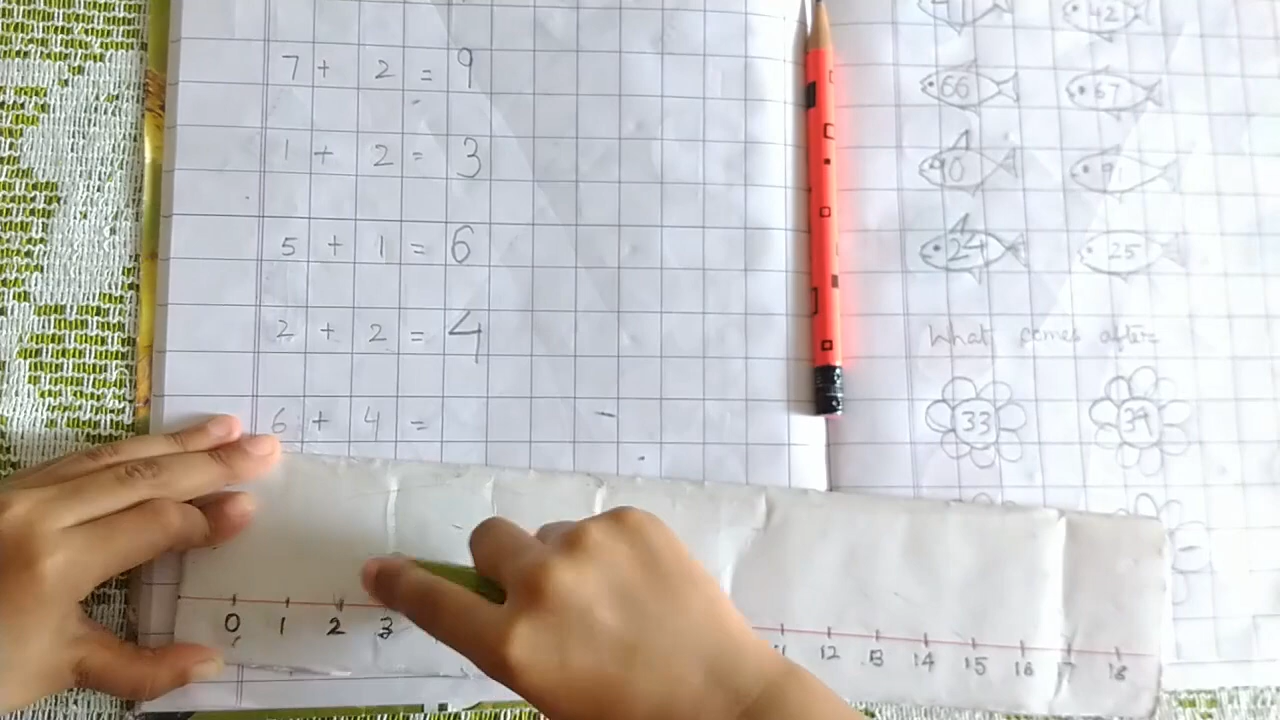 7 + 2 = 9
1 + 2 = 3
5 + 1 = 6
2 + 2 = 4
6 + 4 =
0 1 2 3 11 12 13 14 15 16 17 18
42
66 67
90 91
24 25
What comes after
33 34